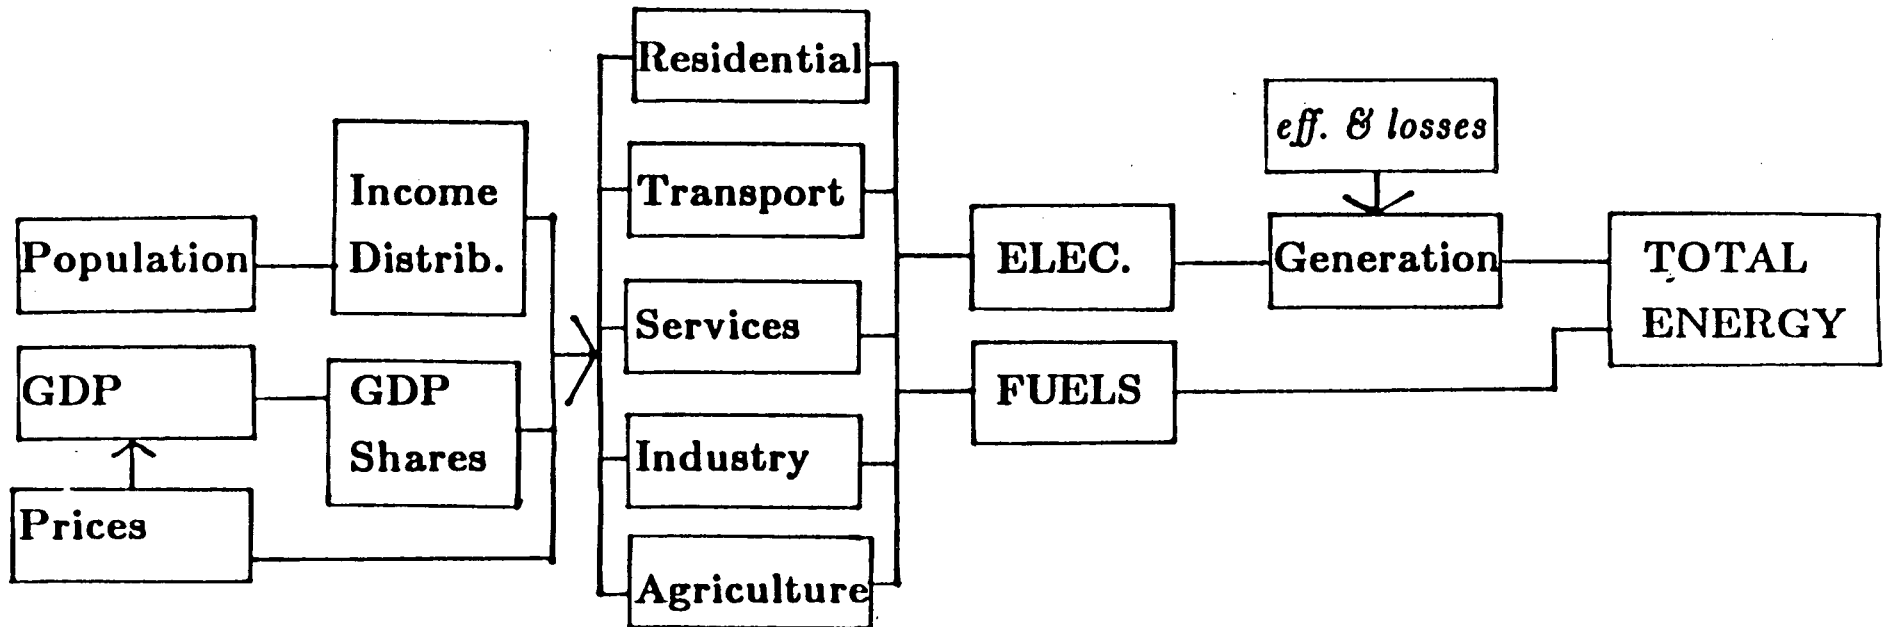 Population
GDP
Prices
Income
Distrib.
GDP
Shares
Residential
Transport
Services
Industry
Agriculture
ELEC.
FUELS
eff. & losses
Generation
TOTAL
ENERGY